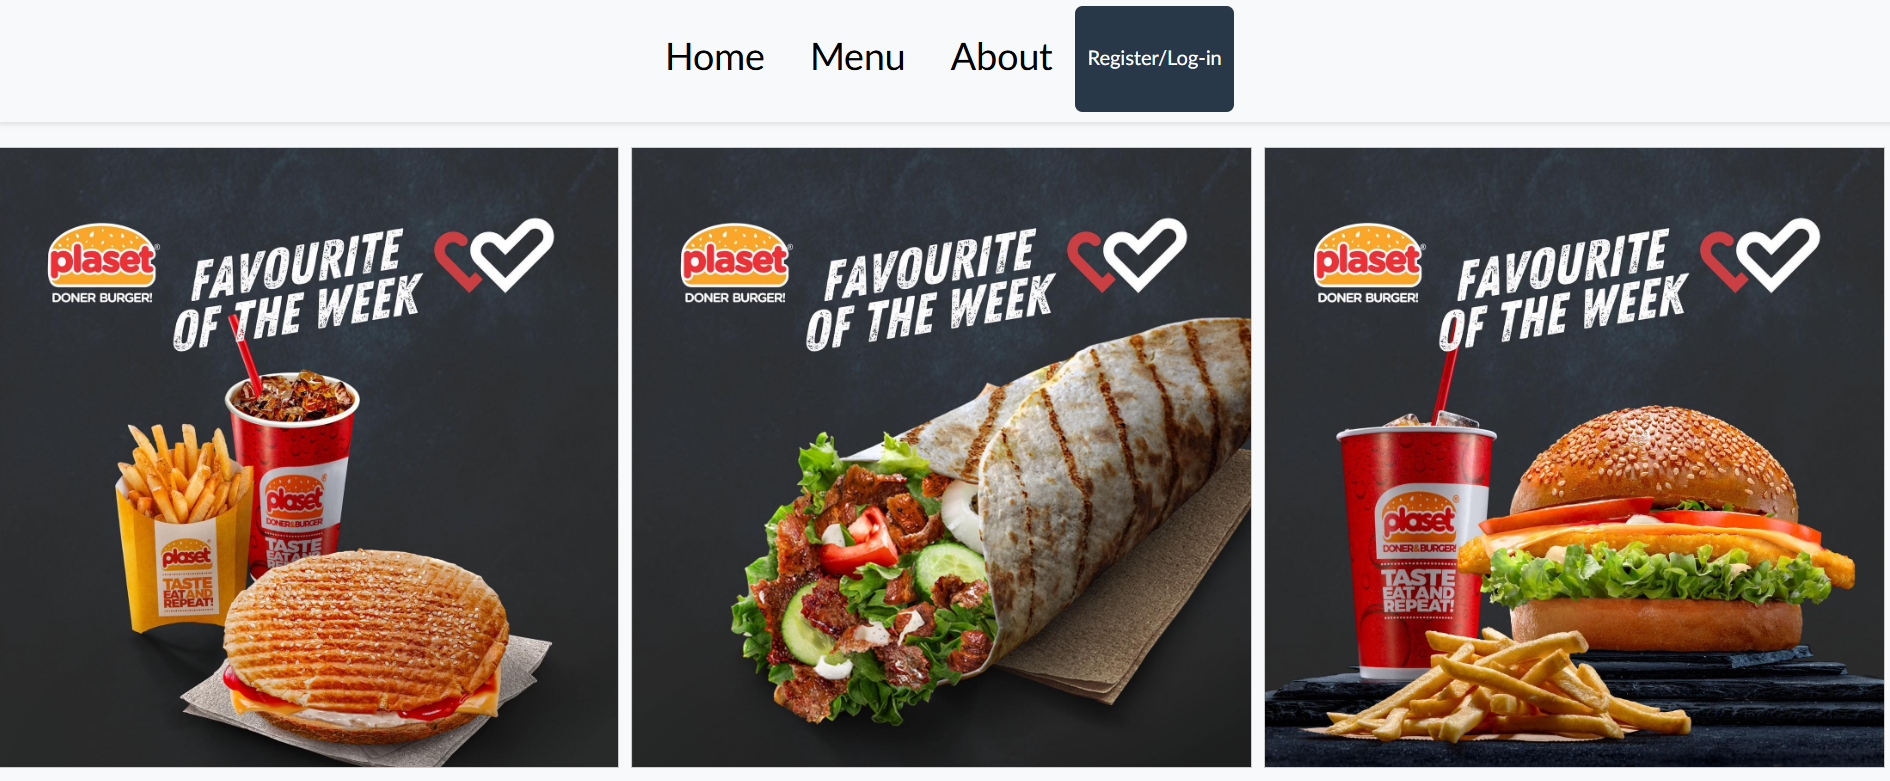 Home Menu About Register/Log-in
plaset®
DONER BURGER!
FAVOURITE
OF THE WEEK
plaset
DONER&BURGER!
TASTE
EAT AND
plaset
TASTE
EAT AND
REPEAT!
plaset®
DONER BURGER!
FAVOURITE
OF THE WEEK
plaset®
DONER BURGER!
FAVOURITE
OF THE WEEK
plaset®
DONER&BURGER!
TASTE
EAT AND
REPEAT!